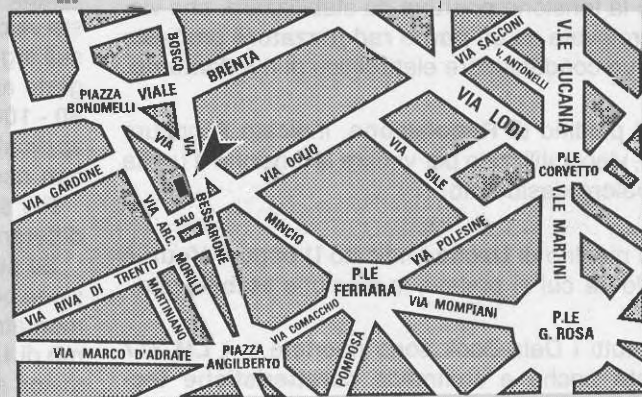 BOSCO
VIALE
BRENTA
PIAZZA
BONOMELLI
VIA
VIA
VIA SACCONI
V. ANTONELLI
V.LE LUCANIA
VIA LODI
P.LE
CORVETTO
VIA OGLIO
VIA SILE
VIA GARDONE
BESSARIONE
SALO
VIA ARC. MORILLI
MINCIO
VIA POLESINE
V.LE MARTINI
VIA RIVA DI TRENTO
MARTINIANO
P.LE
FERRARA
VIA COMACCHIO
VIA MOMPIANI
P.LE
G. ROSA
VIA MARCO D'ADRATE
PIAZZA
ANGILBERTO
POMPOSA